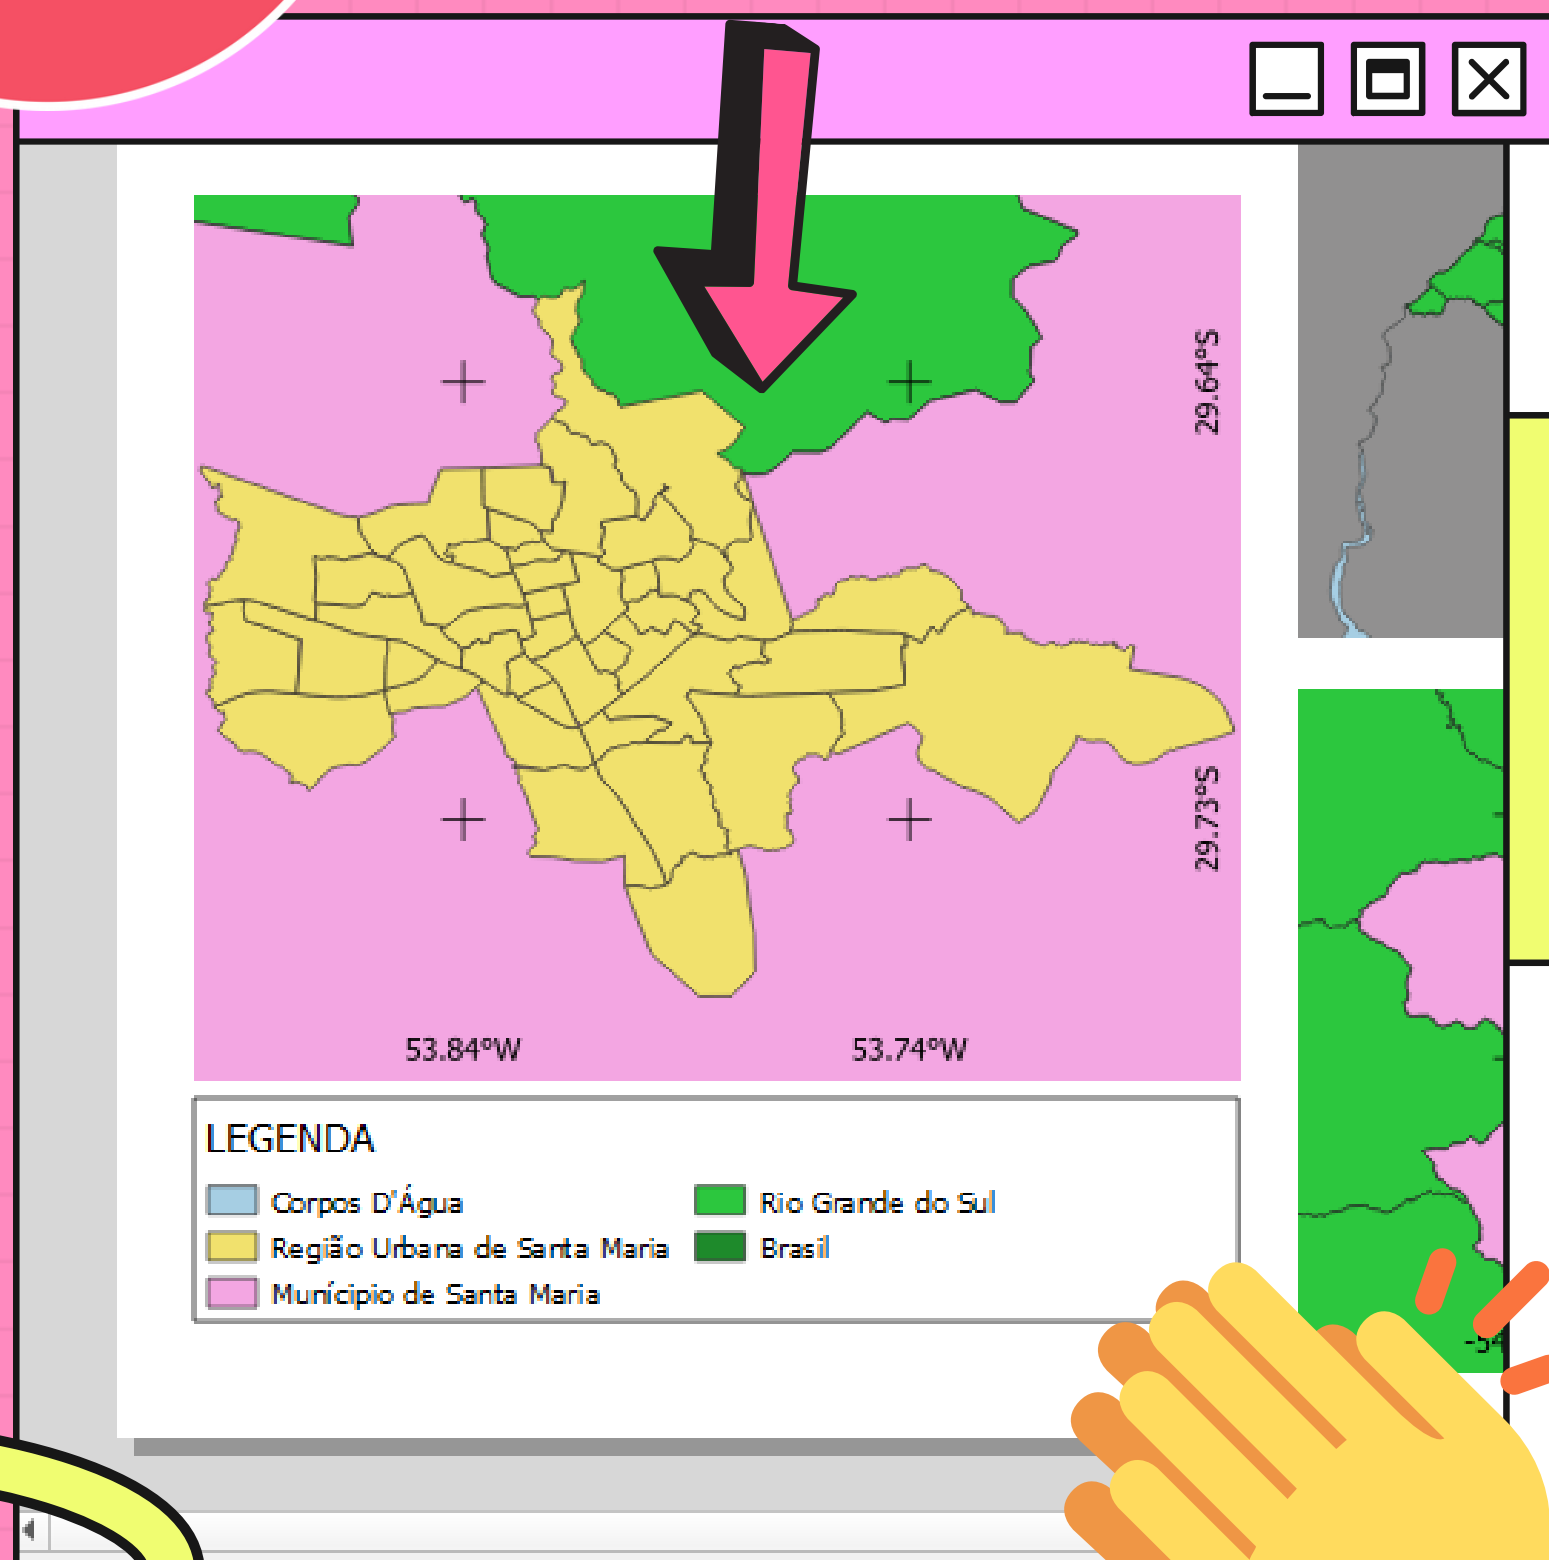 29.64°S
29.73°S
53.84°W
53.74°W
LEGENDA
Corpos D'Água
Rio Grande do Sul
Região Urbana de Santa Maria
Brasil
Munícipio de Santa Maria